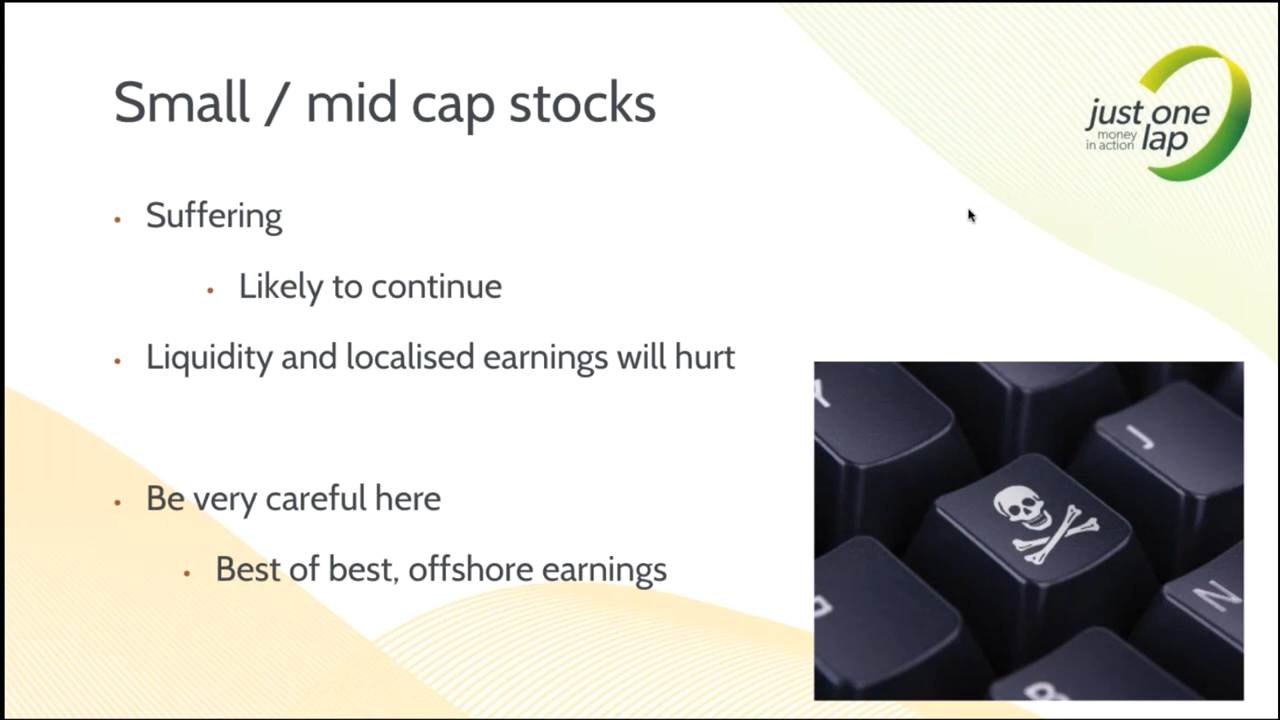 Small / mid cap stocks
just one
money
in action lap
• Suffering
• Likely to continue
• Liquidity and localised earnings will hurt
• Be very careful here
• Best of best, offshore earnings
N